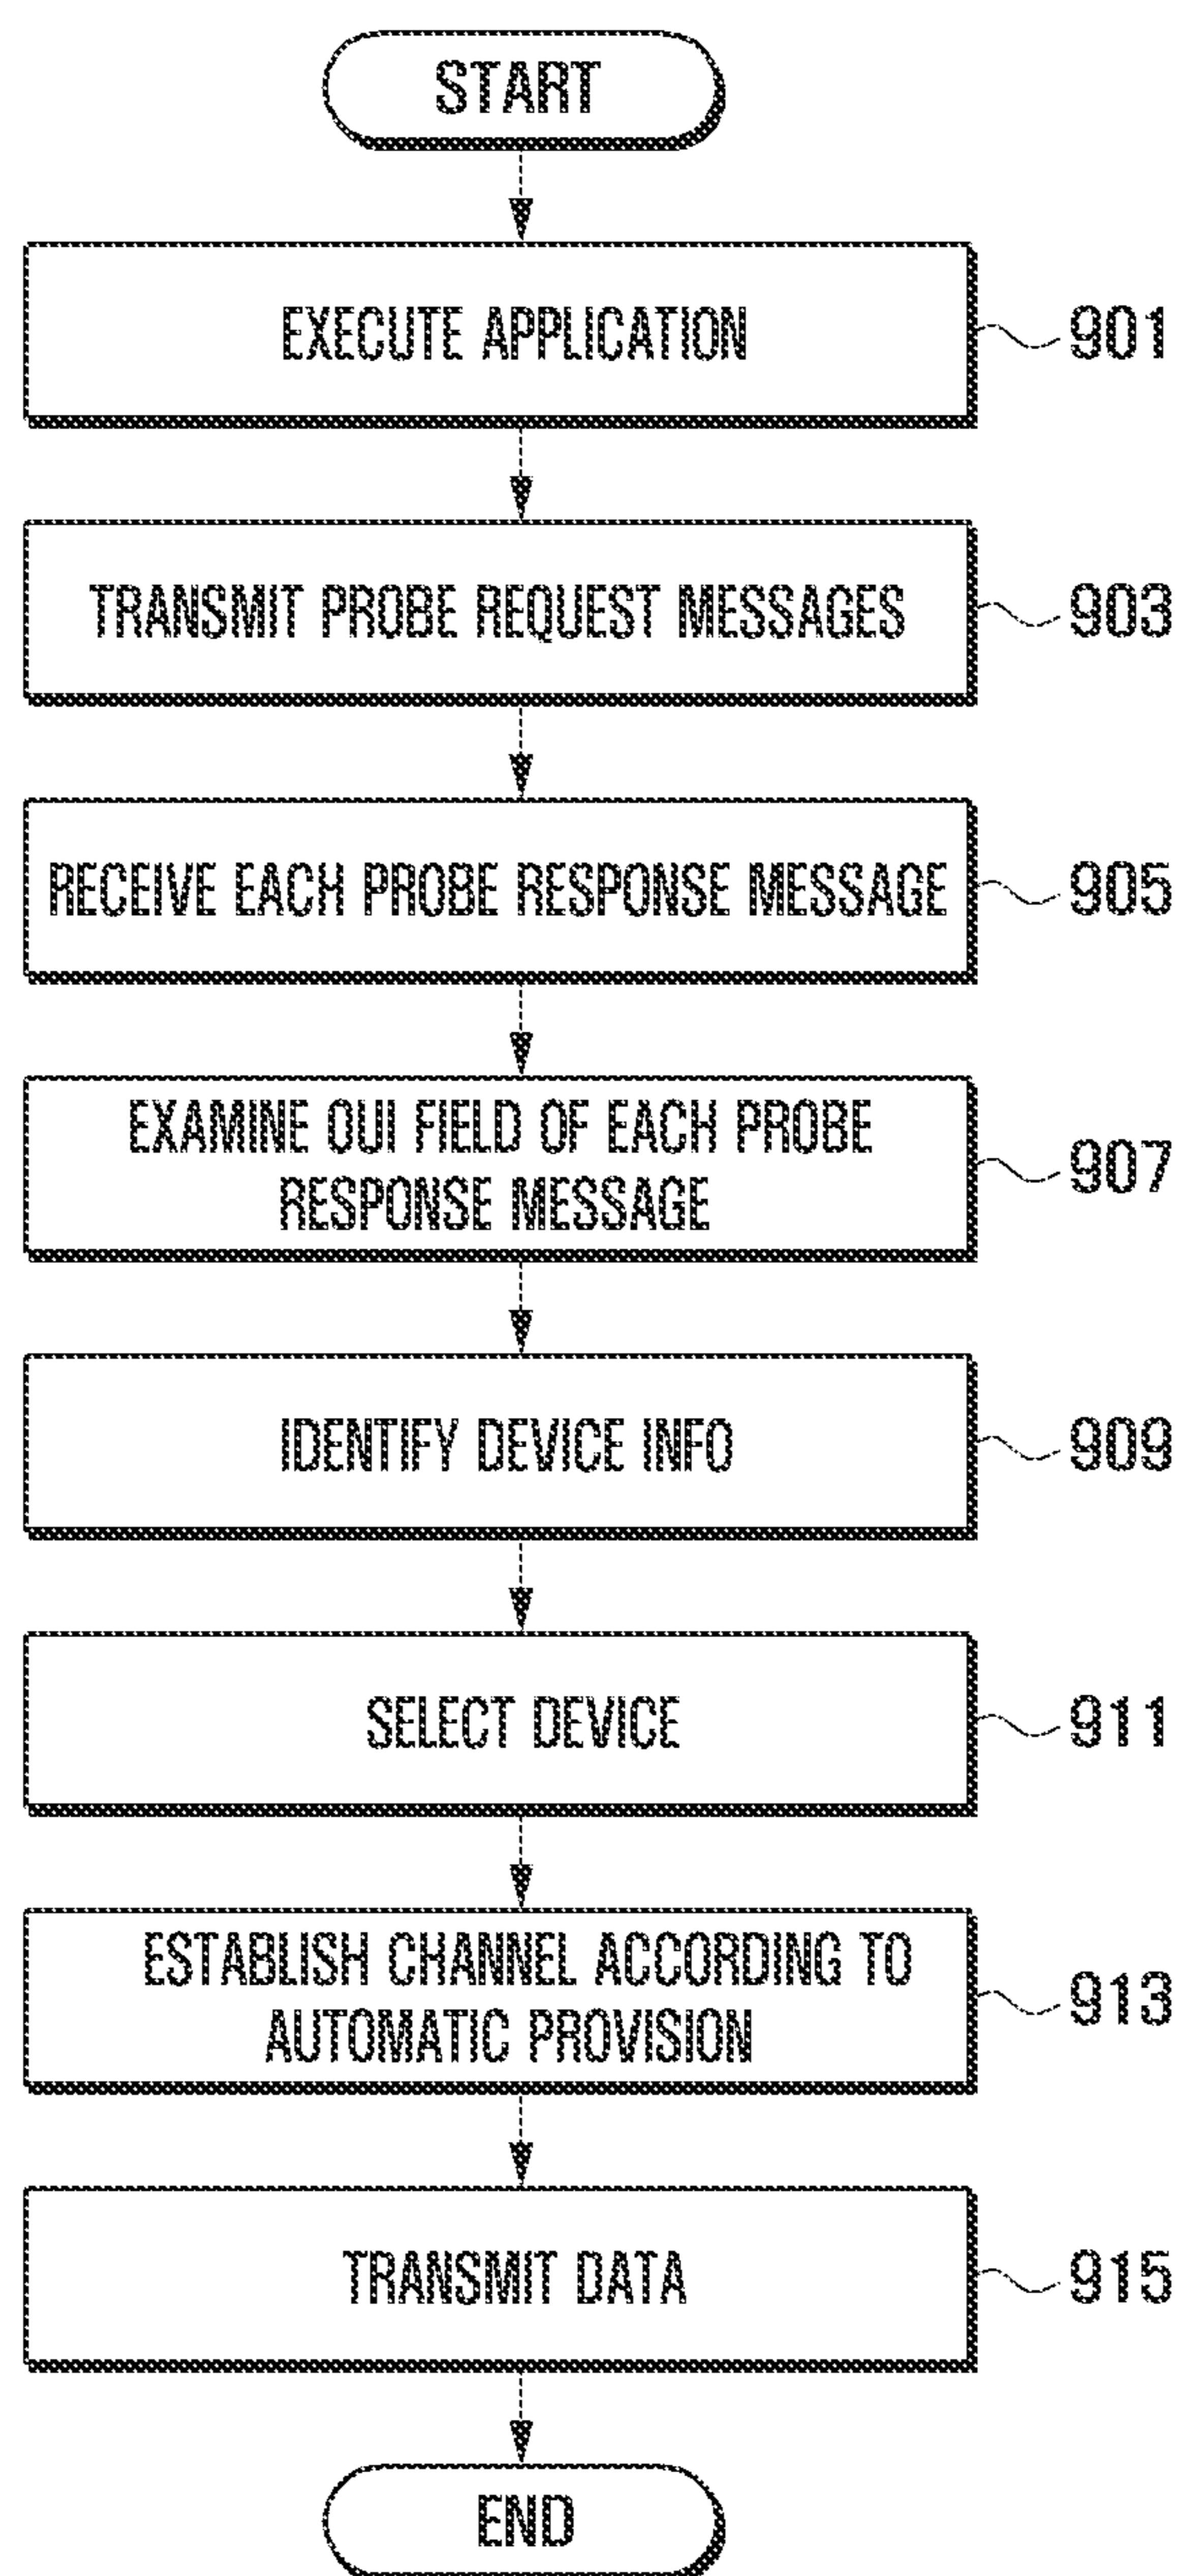 START
EXECUTE APPLICATION
901
TRANSMIT PROBE REQUEST MESSAGES
903
RECEIVE EACH PROBE RESPONSE MESSAGE
905
EXAMINE OUI FIELD OF EACH PROBE
RESPONSE MESSAGE
907
IDENTIFY DEVICE INFO
909
SELECT DEVICE
911
ESTABLISH CHANNEL ACCORDING TO
AUTOMATIC PROVISION
913
TRANSMIT DATA
915
END